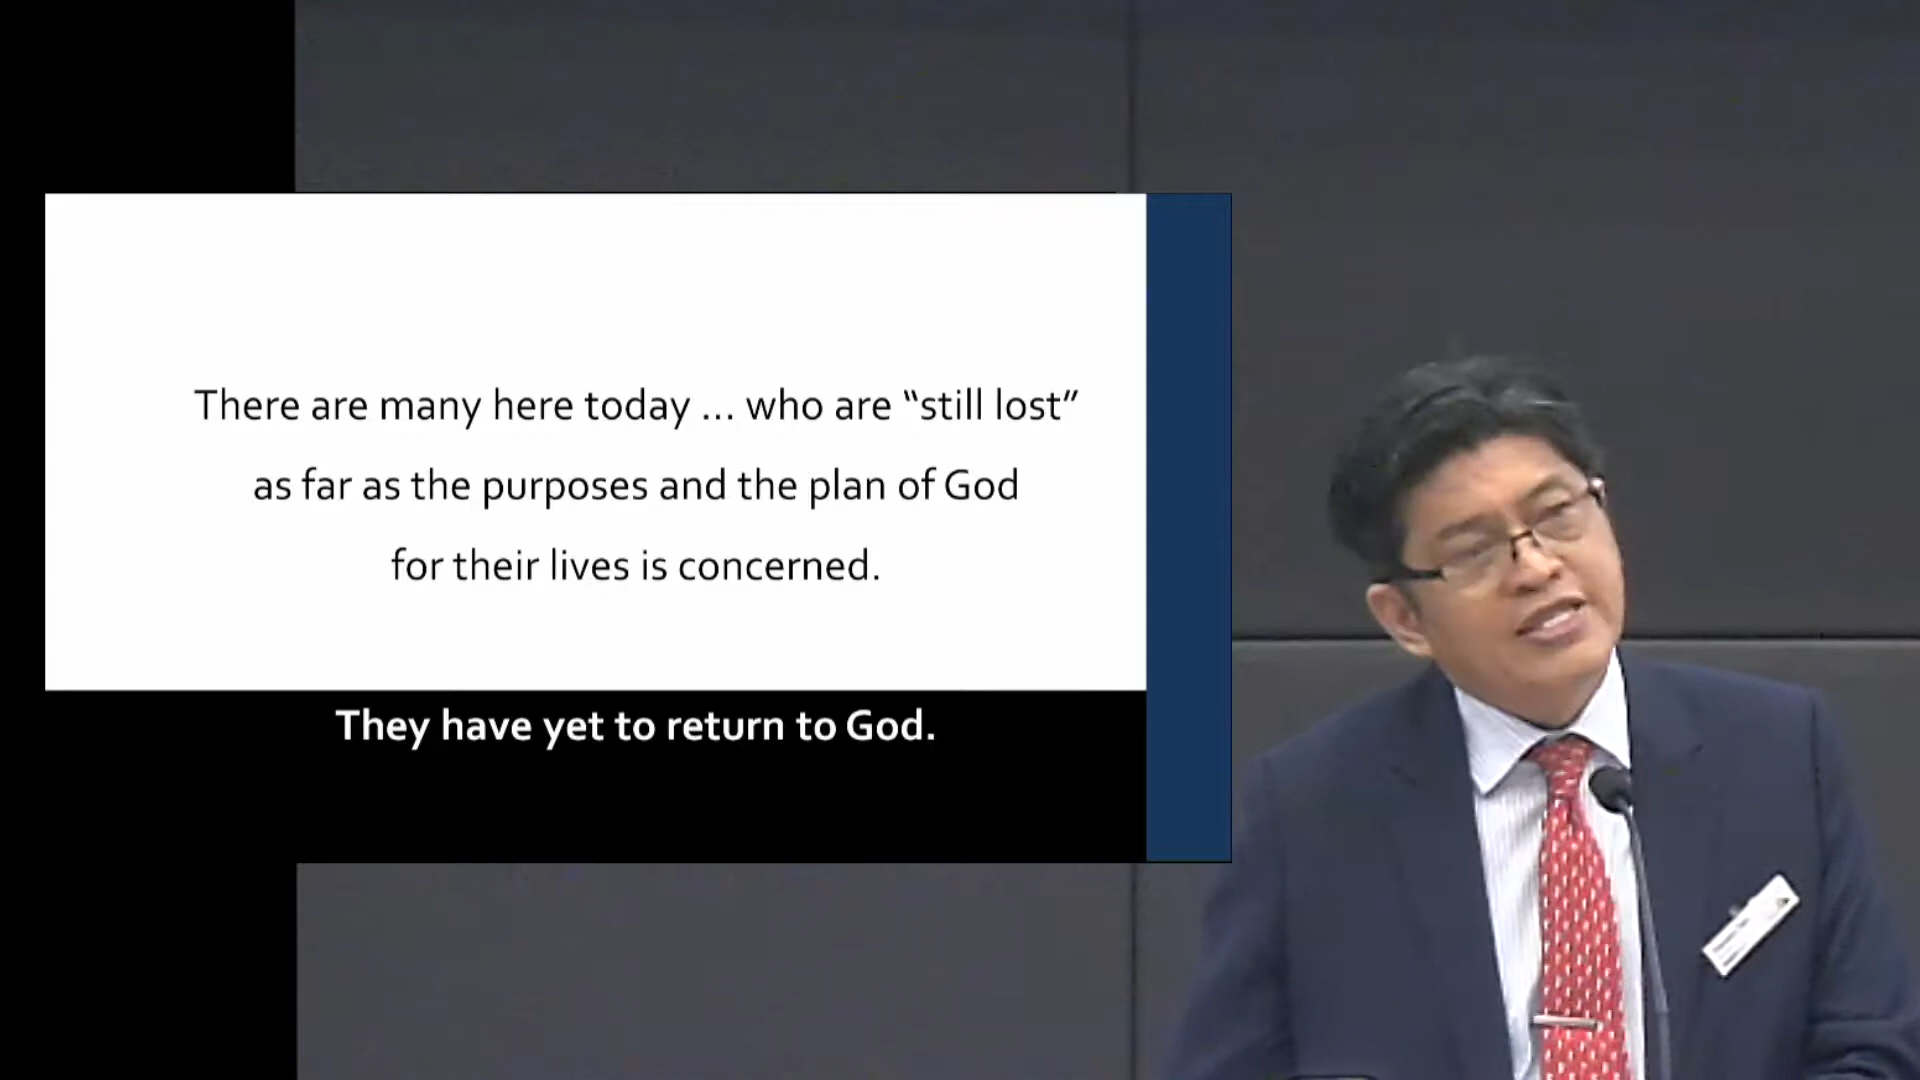 There are many here today ... who are “still lost”
as far as the purposes and the plan of God
for their lives is concerned.
They have yet to return to God.